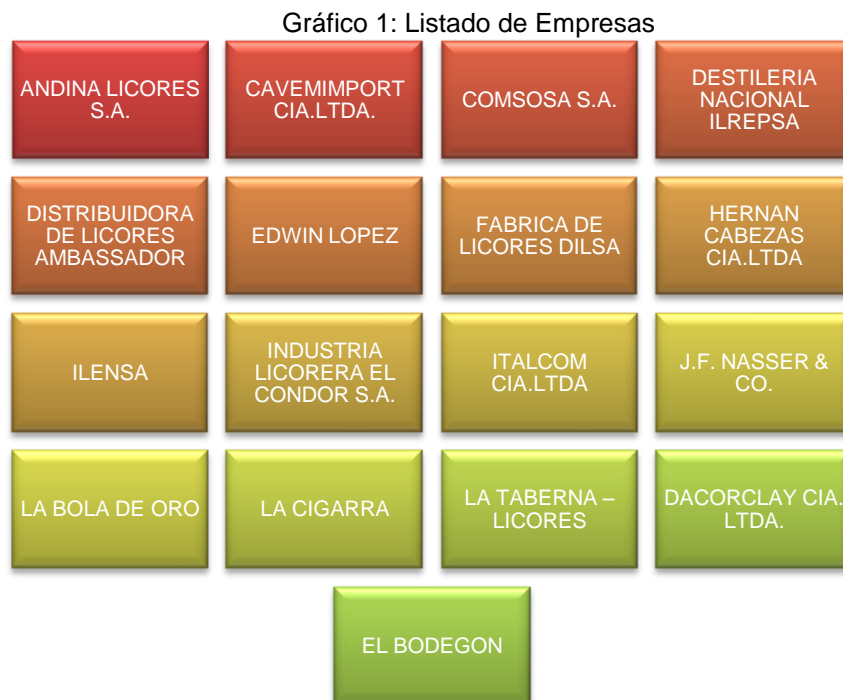 Gráfico 1: Listado de Empresas
ANDINA LICORES
S.A.
CAVEMIMPORT
CIA.LTDA.
COMSOSA S.A.
DESTILERIA
NACIONAL
ILREPSA
DISTRIBUIDORA
DE LICORES
AMBASSADOR
EDWIN LOPEZ
FABRICA DE
LICORES DILSA
HERNAN
CABEZAS
CIA.LTDA
ILENSA
INDUSTRIA
LICORERA EL
CONDOR S.A.
ITALCOM
CIA.LTDA
J.F. NASSER &
CO.
LA BOLA DE ORO
LA CIGARRA
LA TABERNA –
LICORES
DACORCLAY CIA.
LTDA.
EL BODEGON